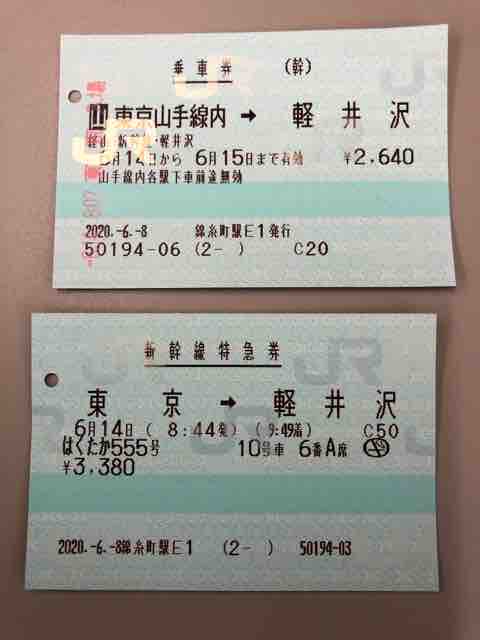 乗車券 (幹)
山 東京山手線内 → 軽井沢
経由:新幹線・軽井沢
6月14日から 6月15日まで有効 ¥2,640
山手線内各駅下車前途無効
2020.-6.-8 錦糸町駅E1発行
50194-06 (2- ) C20
新幹線特急券
東京 → 軽井沢
6月14日 ( 8:44発) ( 9:49着) C50
はくたか555号 10号車 6番A席
¥3,380
2020.-6.-8錦糸町駅E1 (2- ) 50194-03
JR
JR